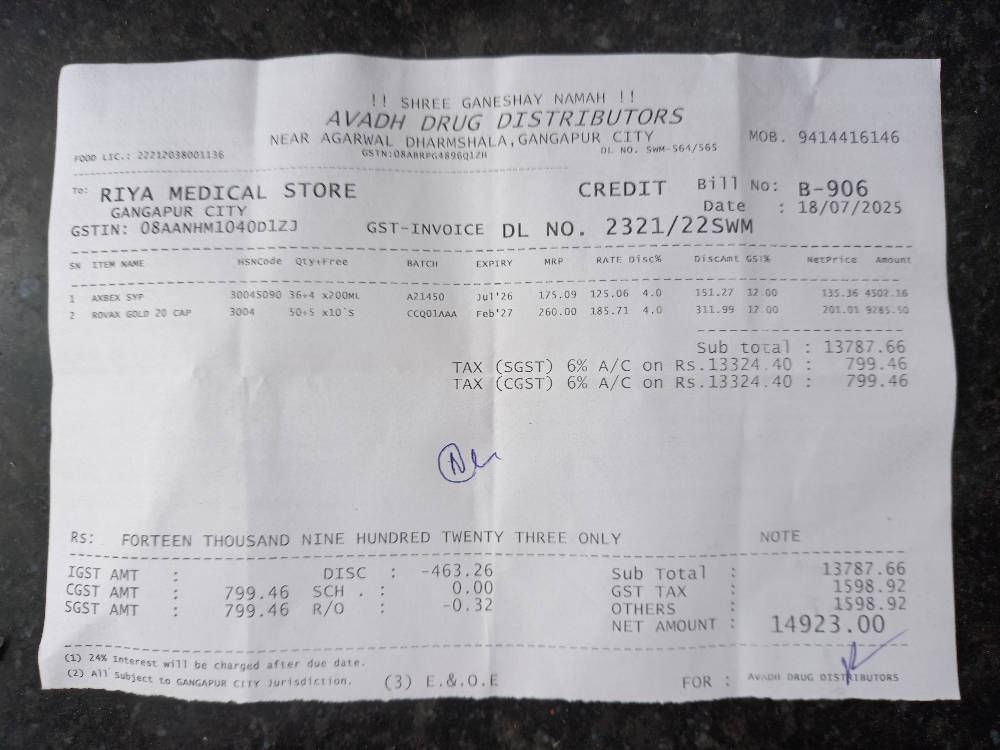 !! SHREE GANESHAY NAMAH !!
AVADH DRUG DISTRIBUTORS
NEAR AGARWAL DHARMSHALA,GANGAPUR CITY MOB. 9414416146
FOOD LIC.: 22212038001136 GSTN:08ABRPG4896Q1ZH DL NO. SWM-564/565
TO: RIYA MEDICAL STORE CREDIT Bill No: B-906
GANGAPUR CITY Date : 18/07/2025
GSTIN: 08AANHM1040D1ZJ GST-INVOICE DL NO. 2321/22SWM
SN ITEM NAME HSNCode Qty+Free BATCH EXPIRY MRP RATE Disc% DiscAmt GST% NetPrice Amount
1 AXBEX SYP 30045090 36+4 x200ML A21450 Jul'26 175.09 125.06 4.0 151.27 12.00 135.36 4502.16
2 ROVAX GOLD 20 CAP 3004 50+5 x10'S CCQ01AAA Feb'27 260.00 185.71 4.0 311.99 12.00 201.01 9285.50
Sub total : 13787.66
TAX (SGST) 6% A/C on Rs.13324.40 : 799.46
TAX (CGST) 6% A/C on Rs.13324.40 : 799.46
RS: FORTEEN THOUSAND NINE HUNDRED TWENTY THREE ONLY NOTE
IGST AMT : DISC : -463.26 Sub Total : 13787.66
CGST AMT : 799.46 SCH . : 0.00 GST TAX : 1598.92
SGST AMT : 799.46 R/O : -0.32 OTHERS : 1598.92
NET AMOUNT : 14923.00
(1) 24% Interest will be charged after due date.
(2) All Subject to GANGAPUR CITY Jurisdiction. (3) E.&.O.E FOR : AVADH DRUG DISTRIBUTORS